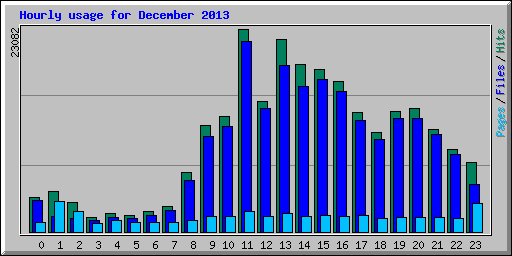 Hourly usage for December 2013
23082
Pages / Files / Hits
0 1 2 3 4 5 6 7 8 9 10 11 12 13 14 15 16 17 18 19 20 21 22 23